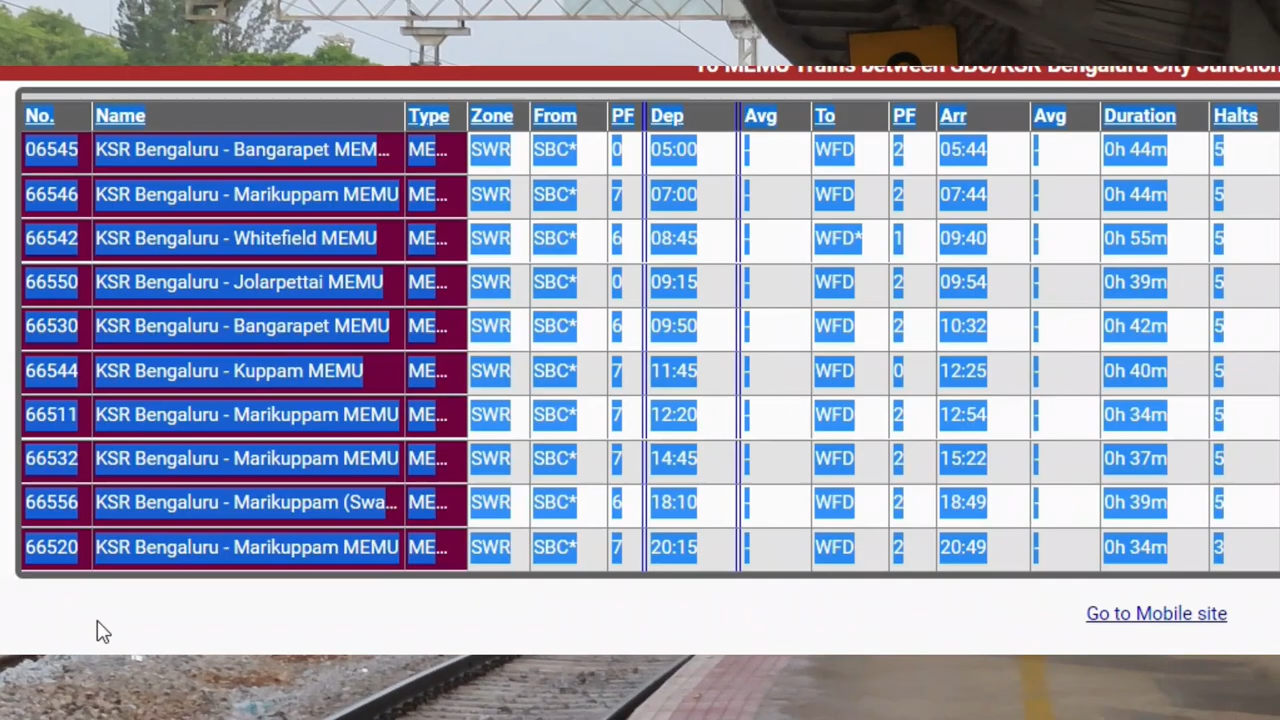 10 MEMU Trains between SBC/KSR Bengaluru City Junction
No. Name Type Zone From PF Dep Avg To PF Arr Avg Duration Halts
06545 KSR Bengaluru - Bangarapet MEM... ME... SWR SBC* 0 05:00 - WFD 2 05:44 - 0h 44m 5
66546 KSR Bengaluru - Marikuppam MEMU ME... SWR SBC* 7 07:00 - WFD 2 07:44 - 0h 44m 5
66542 KSR Bengaluru - Whitefield MEMU ME... SWR SBC* 6 08:45 - WFD* 1 09:40 - 0h 55m 5
66550 KSR Bengaluru - Jolarpettai MEMU ME... SWR SBC* 0 09:15 - WFD 2 09:54 - 0h 39m 5
66530 KSR Bengaluru - Bangarapet MEMU ME... SWR SBC* 6 09:50 - WFD 2 10:32 - 0h 42m 5
66544 KSR Bengaluru - Kuppam MEMU ME... SWR SBC* 7 11:45 - WFD 0 12:25 - 0h 40m 5
66511 KSR Bengaluru - Marikuppam MEMU ME... SWR SBC* 7 12:20 - WFD 2 12:54 - 0h 34m 5
66532 KSR Bengaluru - Marikuppam MEMU ME... SWR SBC* 7 14:45 - WFD 2 15:22 - 0h 37m 5
66556 KSR Bengaluru - Marikuppam (Swa... ME... SWR SBC* 6 18:10 - WFD 2 18:49 - 0h 39m 5
66520 KSR Bengaluru - Marikuppam MEMU ME... SWR SBC* 7 20:15 - WFD 2 20:49 - 0h 34m 3
Go to Mobile site